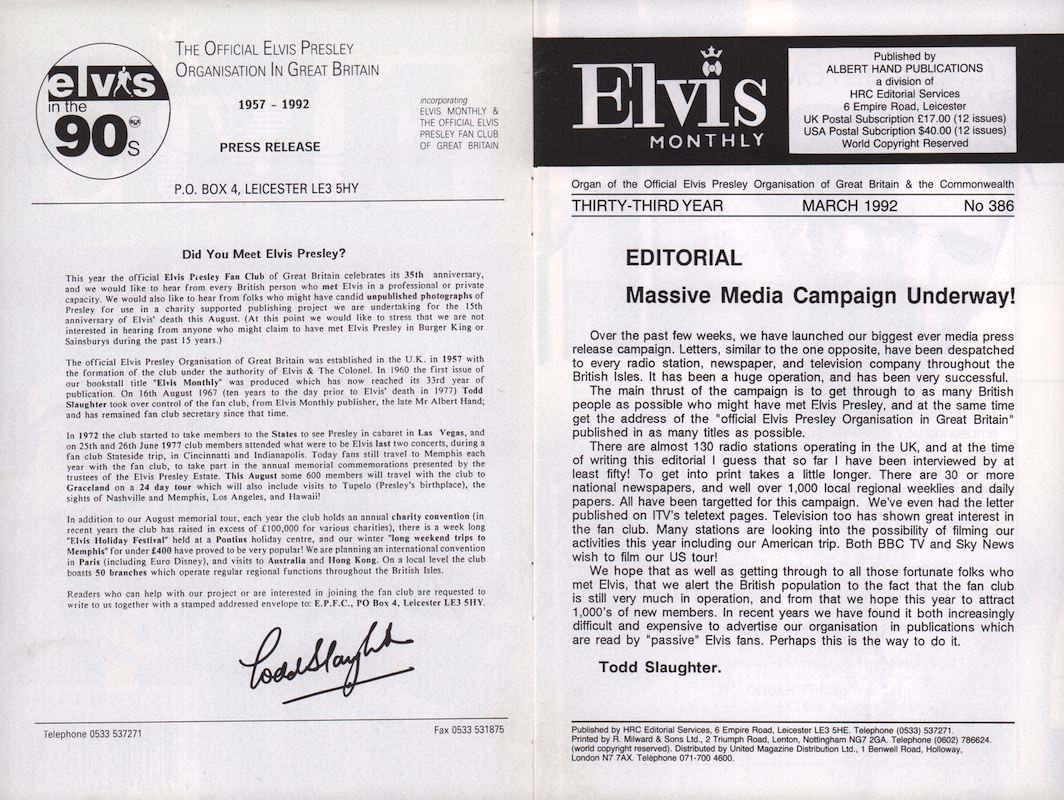 elvis
in the
90s
RCA
THE OFFICIAL ELVIS PRESLEY
ORGANISATION IN GREAT BRITAIN
1957 - 1992
PRESS RELEASE
incorporating
ELVIS MONTHLY &
THE OFFICIAL ELVIS
PRESLEY FAN CLUB
OF GREAT BRITAIN
P.O. BOX 4, LEICESTER LE3 5HY
Did You Meet Elvis Presley?
This year the official Elvis Presley Fan Club of Great Britain celebrates its 35th anniversary,
and we would like to hear from every British person who met Elvis in a professional or private
capacity. We would also like to hear from folks who might have candid unpublished photographs of
Presley for use in a charity supported publishing project we are undertaking for the 15th
anniversary of Elvis' death this August. (At this point we would like to stress that we are not
interested in hearing from anyone who might claim to have met Elvis Presley in Burger King or
Sainsburys during the past 15 years.)
The official Elvis Presley Organisation of Great Britain was established in the U.K. in 1957 with
the formation of the club under the authority of Elvis & The Colonel. In 1960 the first issue of
our bookstall title "Elvis Monthly" was produced which has now reached its 33rd year of
publication. On 16th August 1967 (ten years to the day prior to Elvis' death in 1977) Todd
Slaughter took over control of the fan club, from Elvis Monthly publisher, the late Mr Albert Hand;
and has remained fan club secretary since that time.
In 1972 the club started to take members to the States to see Presley in cabaret in Las Vegas, and
on 25th and 26th June 1977 club members attended what were to be Elvis last two concerts, during a
fan club Stateside trip, in Cincinnatti and Indianapolis. Today fans still travel to Memphis each
year with the fan club, to take part in the annual memorial commemorations presented by the
trustees of the Elvis Presley Estate. This August some 600 members will travel with the club to
Graceland on a 24 day tour which will also include visits to Tupelo (Presley's birthplace), the
sights of Nashville and Memphis, Los Angeles, and Hawaii!
In addition to our August memorial tour, each year the club holds an annual charity convention (in
recent years the club has raised in excess of £100,000 for various charities), there is a week long
"Elvis Holiday Festival" held at a Pontins holiday centre, and our winter "long weekend trips to
Memphis" for under £400 have proved to be very popular! We are planning an international convention
in Paris (including Euro Disney), and visits to Australia and Hong Kong. On a local level the club
boasts 50 branches which operate regular regional functions throughout the British Isles.
Readers who can help with our project or are interested in joining the fan club are requested to
write to us together with a stamped addressed envelope to: E.P.F.C., PO Box 4, Leicester LE3 5HY.
Todd Slaughter
Telephone 0533 537271
Fax 0533 531875
Elvis
MONTHLY
Published by
ALBERT HAND PUBLICATIONS
a division of
HRC Editorial Services
6 Empire Road, Leicester
UK Postal Subscription £17.00 (12 issues)
USA Postal Subcription $40.00 (12 issues)
World Copyright Reserved
Organ of the Official Elvis Presley Organisation of Great Britain & the Commonwealth
THIRTY-THIRD YEAR MARCH 1992 No 386
EDITORIAL
Massive Media Campaign Underway!
Over the past few weeks, we have launched our biggest ever media press
release campaign. Letters, similar to the one opposite, have been despatched
to every radio station, newspaper, and television company throughout the
British Isles. It has been a huge operation, and has been very successful.
The main thrust of the campaign is to get through to as many British
people as possible who might have met Elvis Presley, and at the same time
get the address of the "official Elvis Presley Organisation in Great Britain"
published in as many titles as possible.
There are almost 130 radio stations operating in the UK, and at the time
of writing this editorial I guess that so far I have been interviewed by at
least fifty! To get into print takes a little longer. There are 30 or more
national newspapers, and well over 1,000 local regional weeklies and daily
papers. All have been targetted for this campaign. We've even had the letter
published on ITV's teletext pages. Television too has shown great interest in
the fan club. Many stations are looking into the possibility of filming our
activities this year including our American trip. Both BBC TV and Sky News
wish to film our US tour!
We hope that as well as getting through to all those fortunate folks who
met Elvis, that we alert the British population to the fact that the fan club
is still very much in operation, and from that we hope this year to attract
1,000's of new members. In recent years we have found it both increasingly
difficult and expensive to advertise our organisation in publications which
are read by "passive" Elvis fans. Perhaps this is the way to do it.
Todd Slaughter.
Published by HRC Editorial Services, 6 Empire Road, Leicester LE3 5HE. Telephone (0533) 537271.
Printed by R. Milward & Sons Ltd., 2 Triumph Road, Lenton, Nottingham NG7 2GA. Telephone (0602) 786624.
(world copyright reserved). Distributed by United Magazine Distribution Ltd., 1 Benwell Road, Holloway,
London N7 7AX. Telephone 071-700 4600.